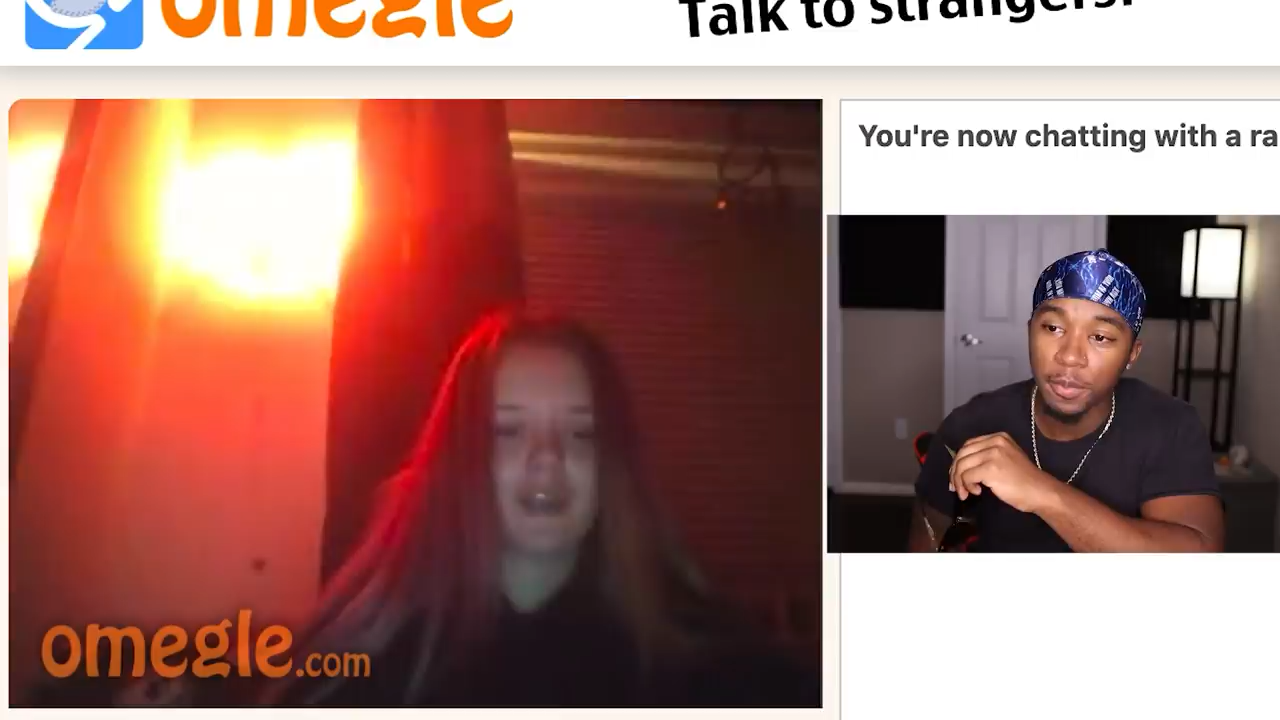 omegle
Talk to strangers!
You're now chatting with a ra
omegle.com